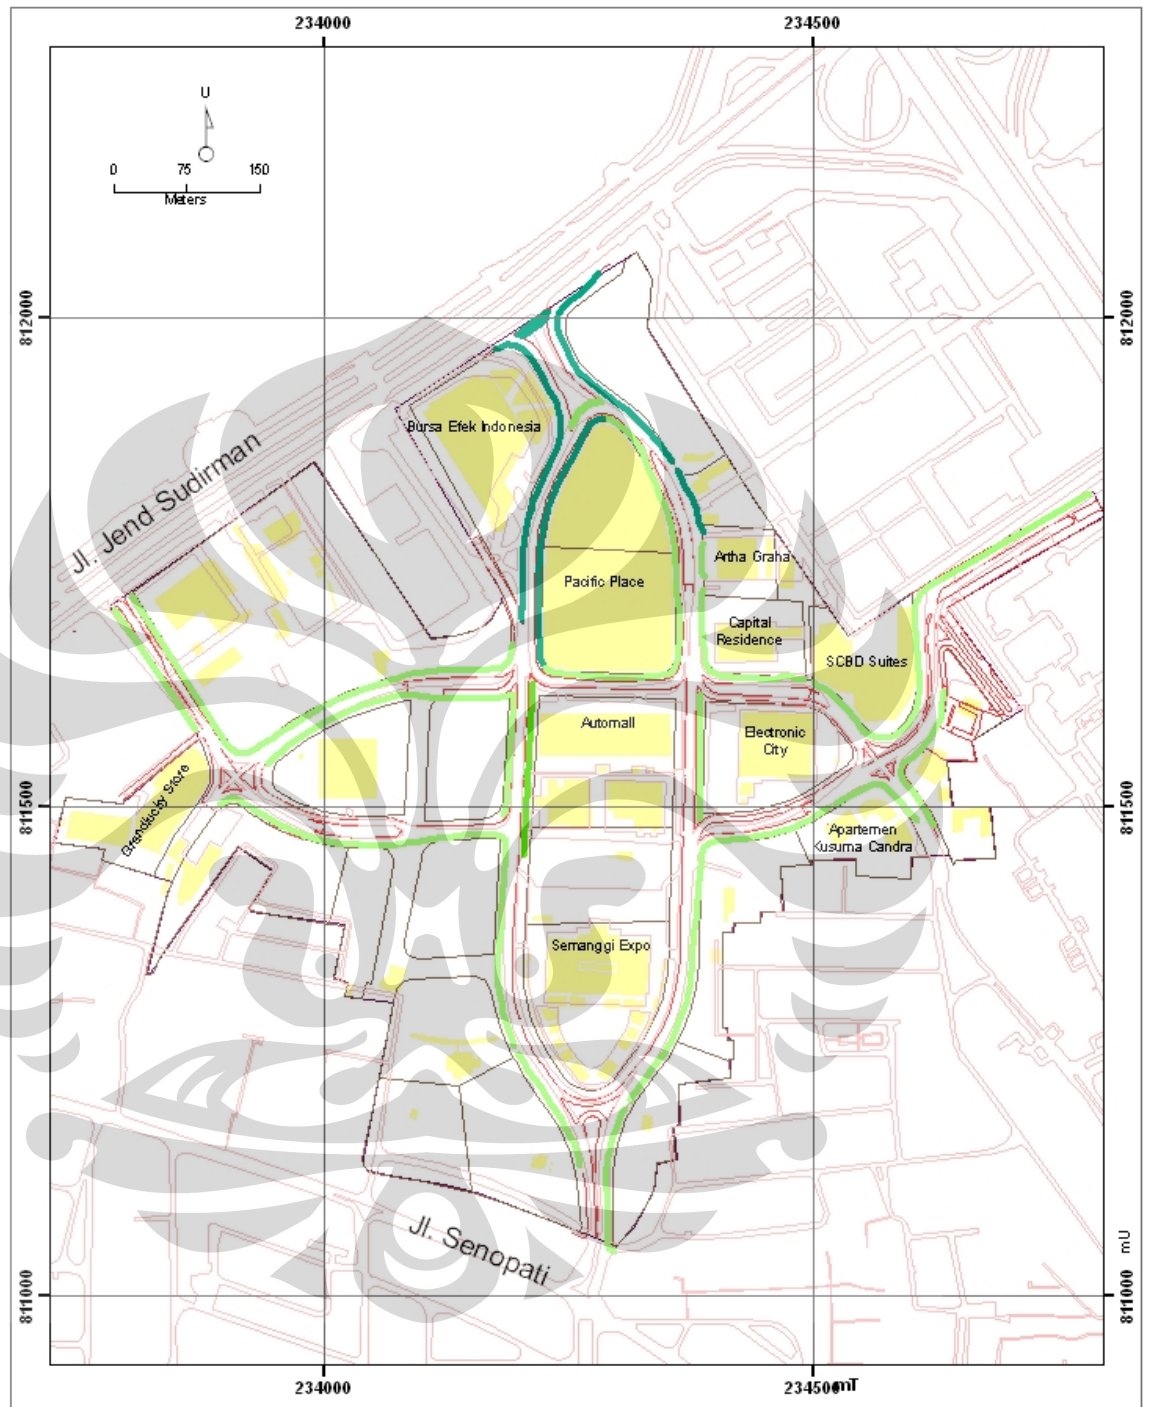 234000
234500
U
0 75 150
Meters
812000
812000
Bursa Efek Indonesia
Jl. Jend Sudirman
Artha Graha
Pacific Place
Capital
Residence
SCBD Suites
Automall
Electronic
City
Brandlucky Store
811500
811500
Apartemen
Kusuma Candra
Semanggi Expo
Jl. Senopati
mU
811000
811000
234000
234500
mT